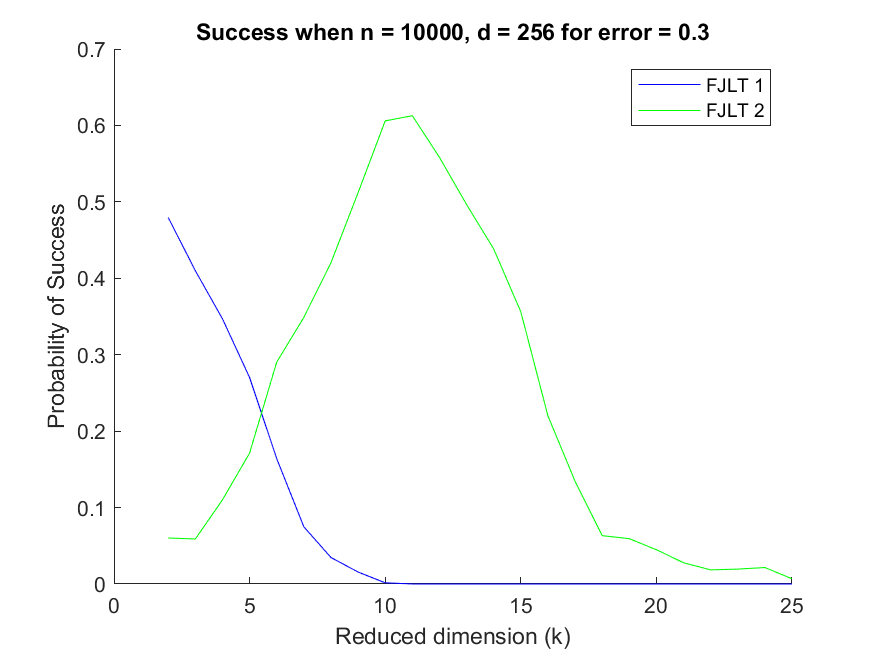 Success when n = 10000, d = 256 for error = 0.3
FJLT 1
FJLT 2
0.7
0.6
0.5
0.4
0.3
0.2
0.1
0
Probability of Success
0 5 10 15 20 25
Reduced dimension (k)